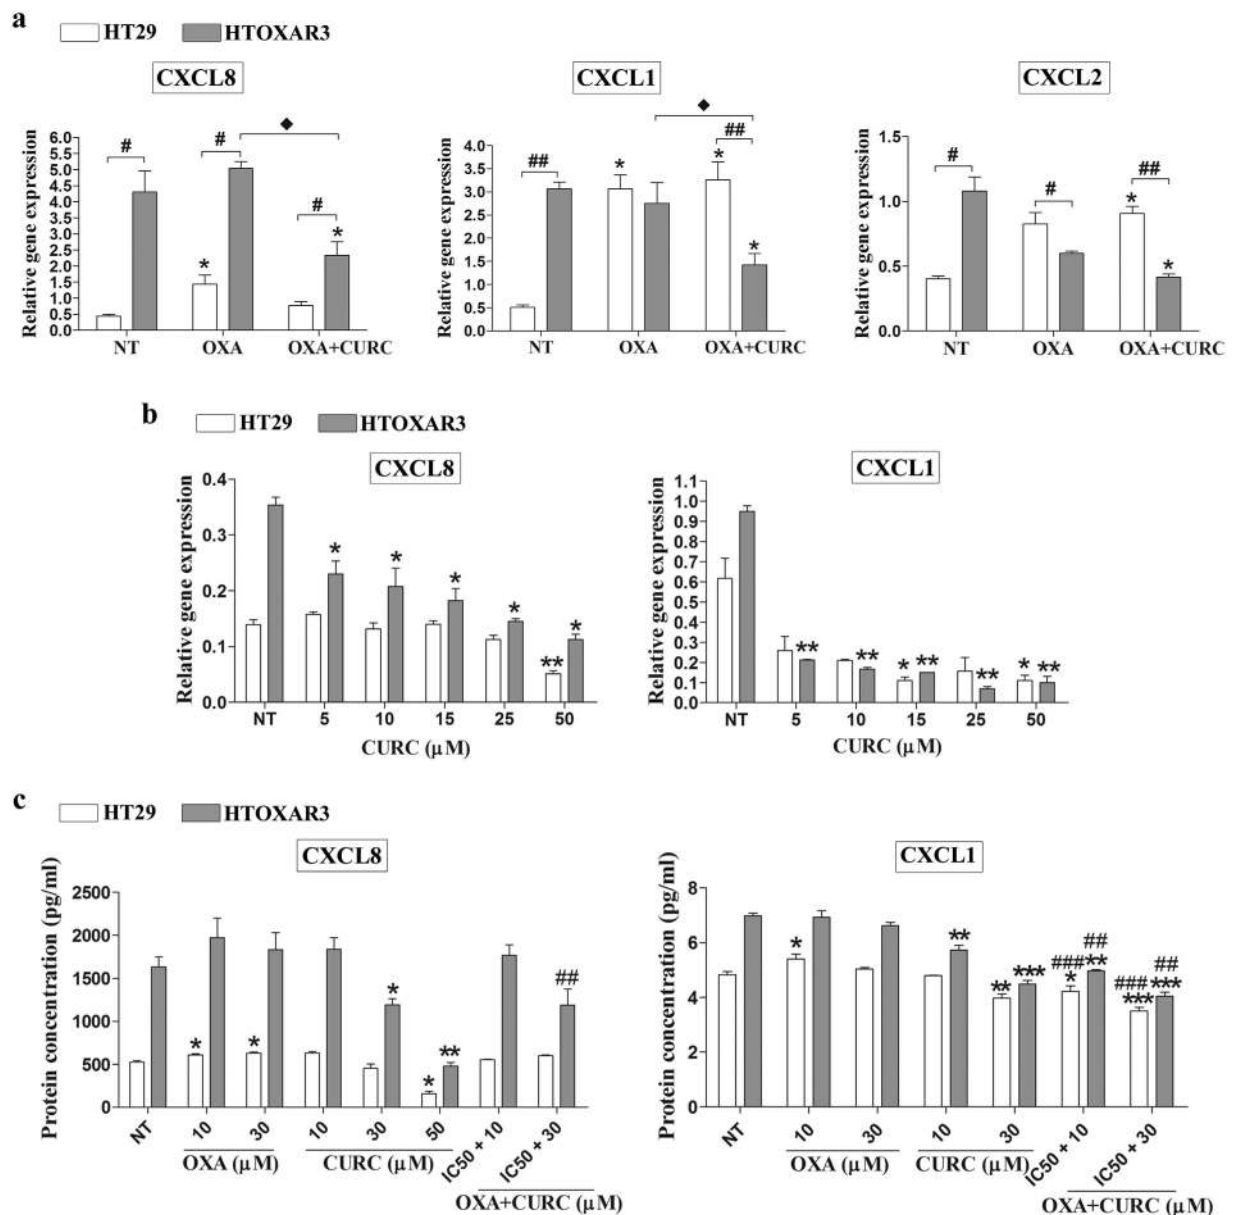 a
HT29 HTOXAR3
CXCL8 CXCL1 CXCL2
Relative gene expression
6.0
5.5
5.0
4.5
4.0
3.5
3.0
2.5
2.0
1.5
1.0
0.5
0.0
# # ◆ # * *
NT OXA OXA+CURC
Relative gene expression
4.0
3.5
3.0
2.5
2.0
1.5
1.0
0.5
0.0
## * ◆ ## * *
NT OXA OXA+CURC
Relative gene expression
1.5
1.0
0.5
0.0
# # ## * *
NT OXA OXA+CURC
b
HT29 HTOXAR3
CXCL8 CXCL1
Relative gene expression
0.4
0.3
0.2
0.1
0.0
* * * * ** *
NT 5 10 15 25 50
CURC (μM)
Relative gene expression
1.1
1.0
0.9
0.8
0.7
0.6
0.5
0.4
0.3
0.2
0.1
0.0
** ** * ** ** * **
NT 5 10 15 25 50
CURC (μM)
c
HT29 HTOXAR3
CXCL8 CXCL1
Protein concentration (pg/ml)
2500
2000
1500
1000
500
0
* * * * ** ##
NT 10 30 10 30 50 IC50 + 10 IC50 + 30
OXA (μM) CURC (μM)
OXA+CURC (μM)
Protein concentration (pg/ml)
8
6
4
2
0
* ** ** *** ### * ## ** ### *** ## ***
NT 10 30 10 30 IC50 + 10 IC50 + 30
OXA (μM) CURC (μM)
OXA+CURC (μM)